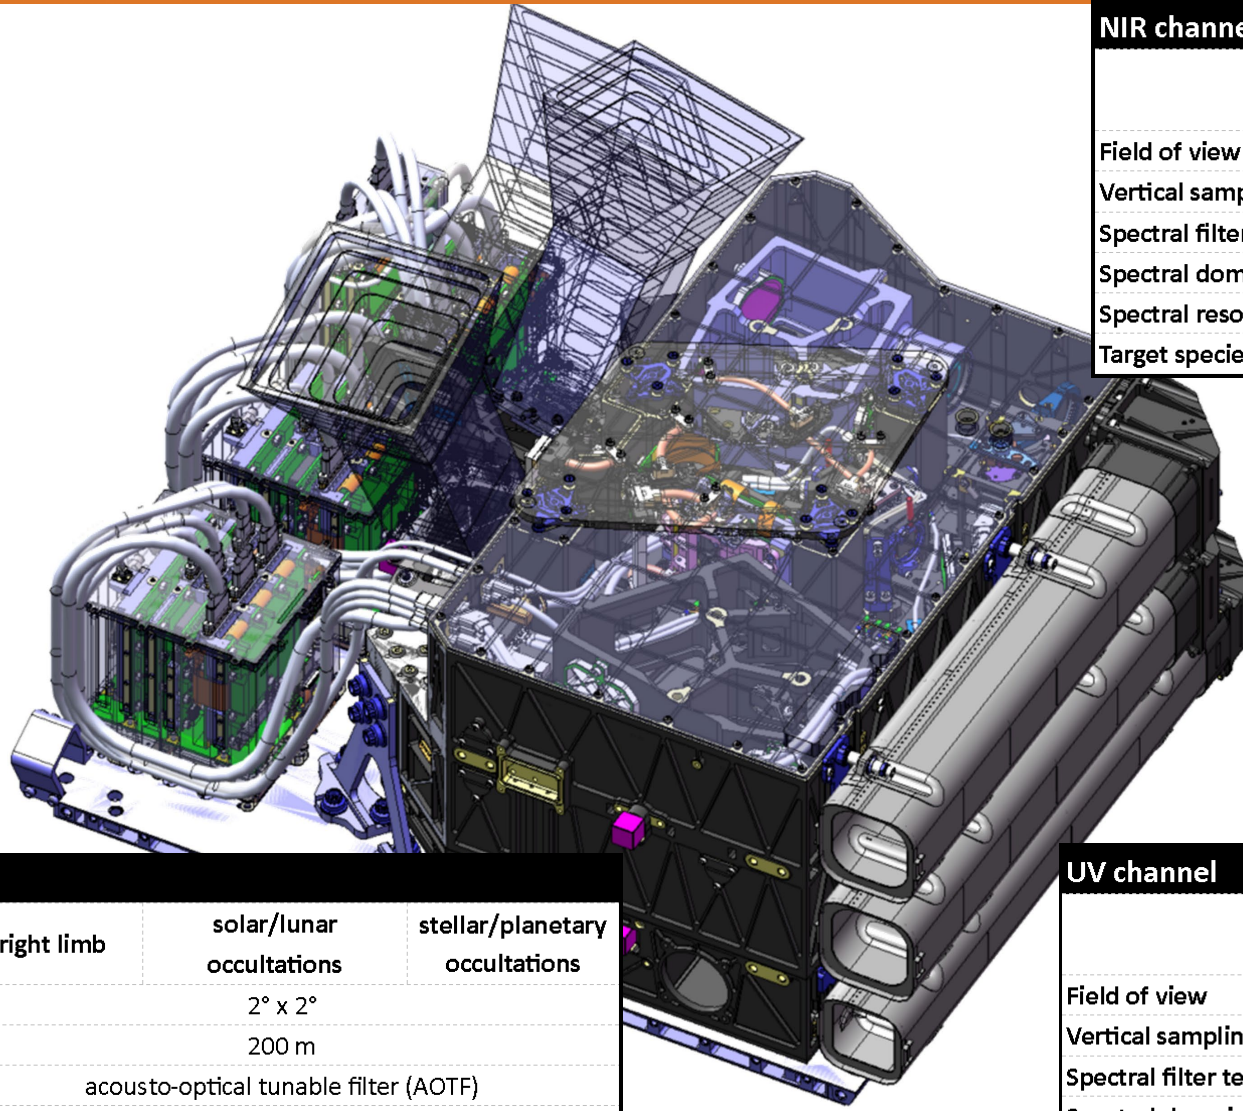 NIR channe
Field of view
Vertical samp
Spectral filter
Spectral dom
Spectral reso
Target specie
right limb
solar/lunar
occultations
stellar/planetary
occultations
2° x 2°
200 m
acousto-optical tunable filter (AOTF)
UV channel
Field of view
Vertical samplin
Spectral filter te